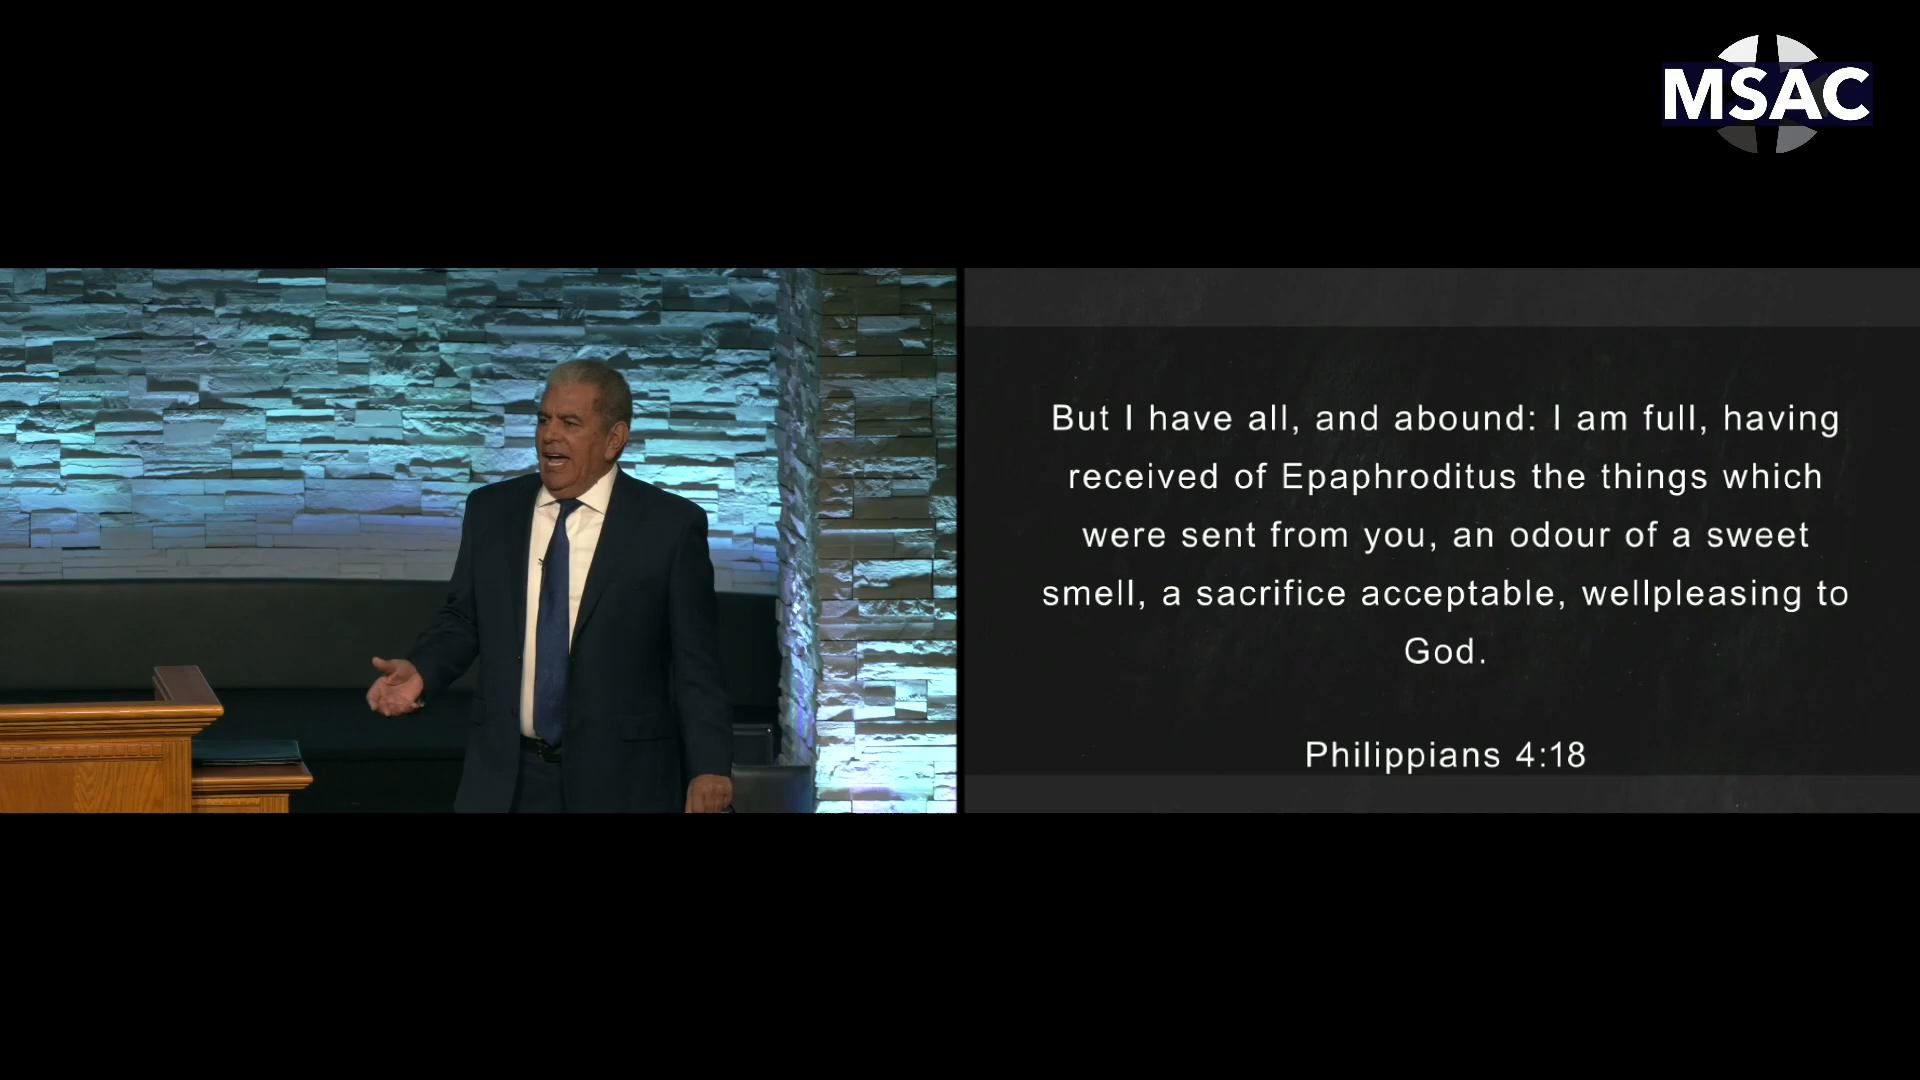 MSAC
But I have all, and abound: I am full, having
received of Epaphroditus the things which
were sent from you, an odour of a sweet
smell, a sacrifice acceptable, wellpleasing to
God.
Philippians 4:18